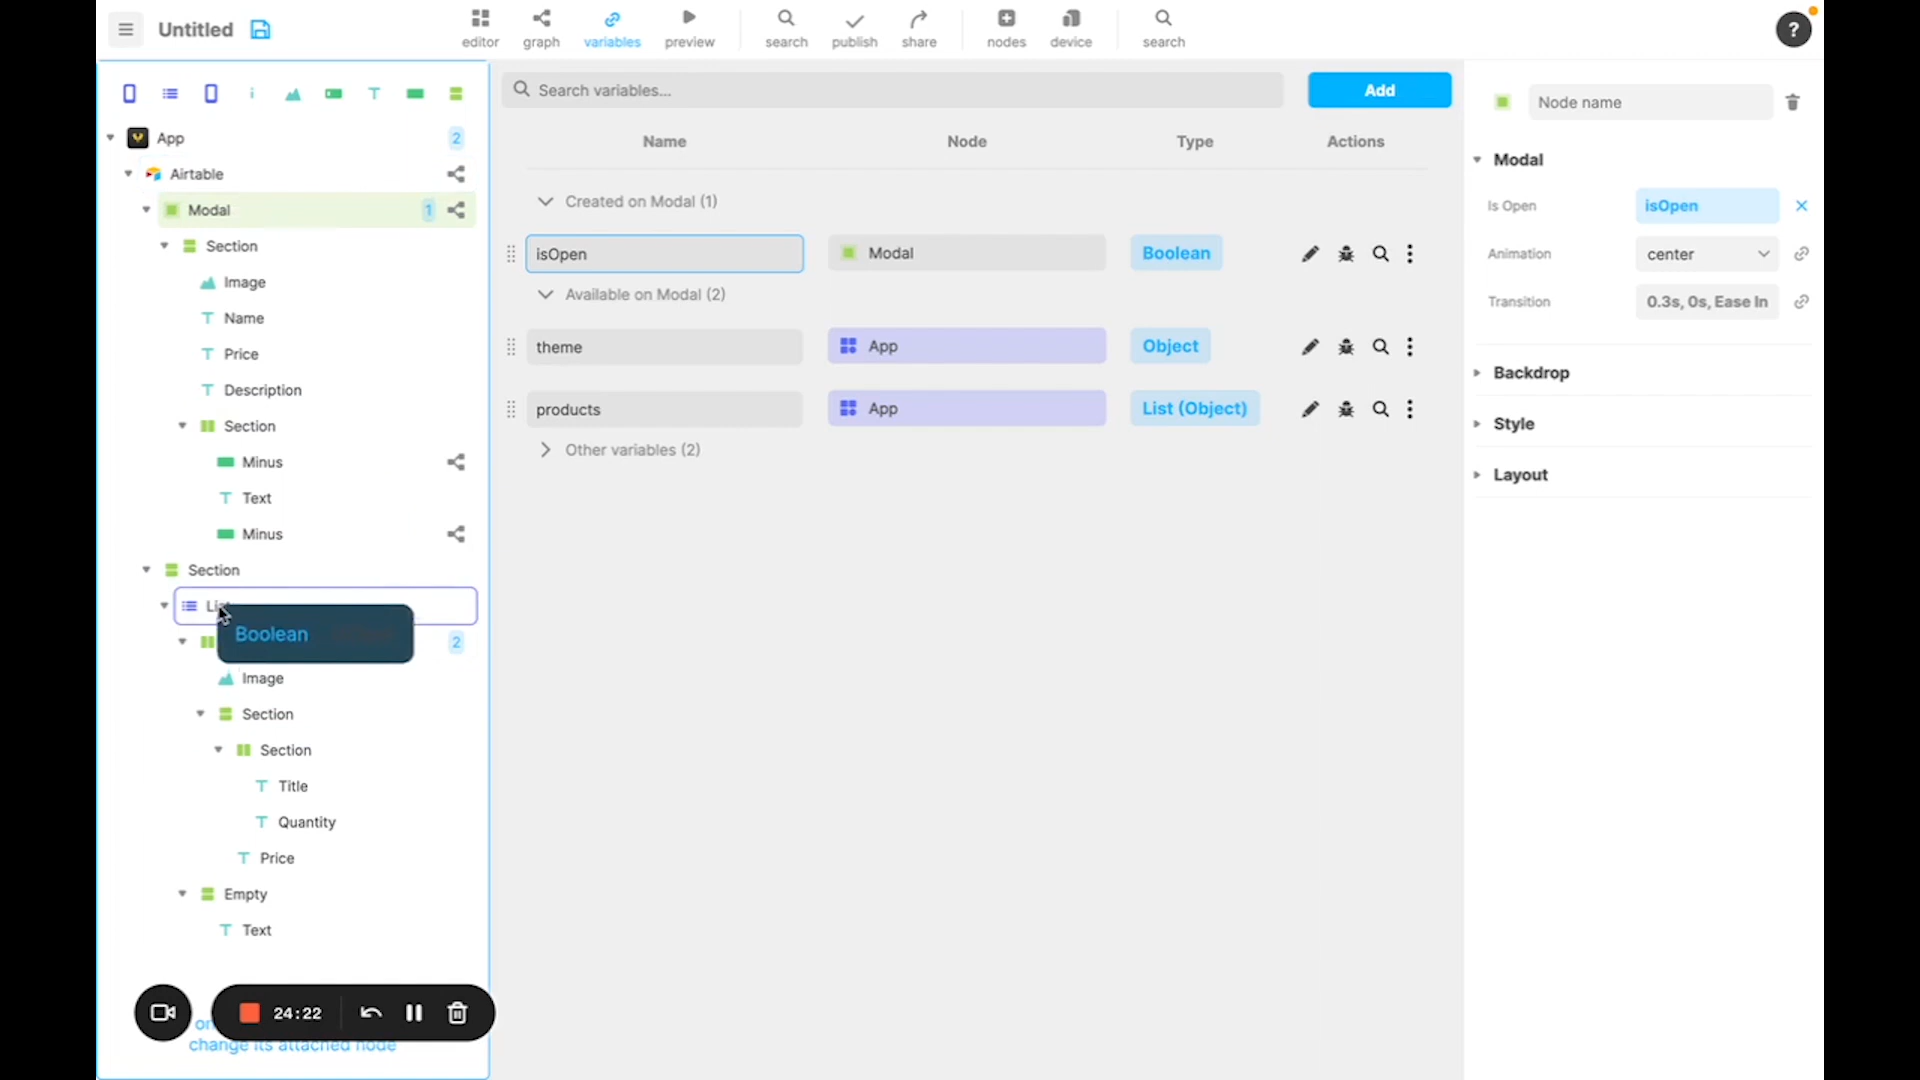 Untitled
editor
graph
variables
preview
search
publish
share
nodes
device
search
?
App 2
Airtable
Modal 1
Section
Image
Name
Price
Description
Section
Minus
Text
Minus
Section
Boolean
2
Image
Section
Section
Title
Quantity
Price
Empty
Text
24:22
change its attached node
Search variables...
Add
Name Node Type Actions
Created on Modal (1)
isOpen Modal Boolean
Available on Modal (2)
theme App Object
products App List (Object)
Other variables (2)
Node name
Modal
Is Open isOpen
Animation center
Transition 0.3s, 0s, Ease In
Backdrop
Style
Layout